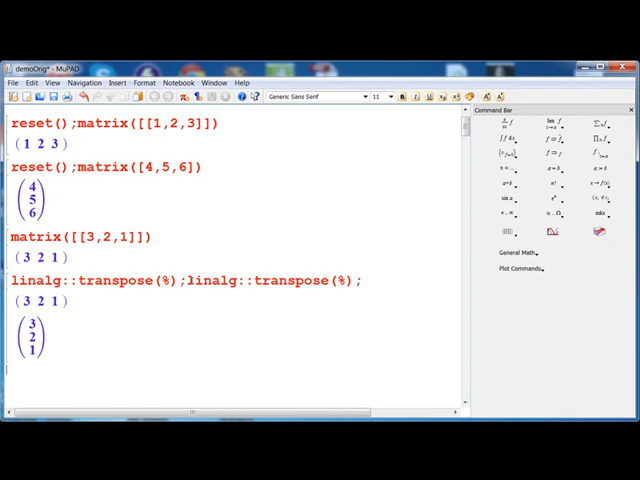 demoOrig* - MuPAD
File Edit View Navigation Insert Format Notebook Window Help
Generic Sans Serif 11
reset();matrix([[1,2,3]])
( 1 2 3 )
reset();matrix([4,5,6])
4
5
6
matrix([[3,2,1]])
( 3 2 1 )
linalg::transpose(%);linalg::transpose(%);
( 3 2 1 )
3
2
1
Command Bar
General Math
Plot Commands